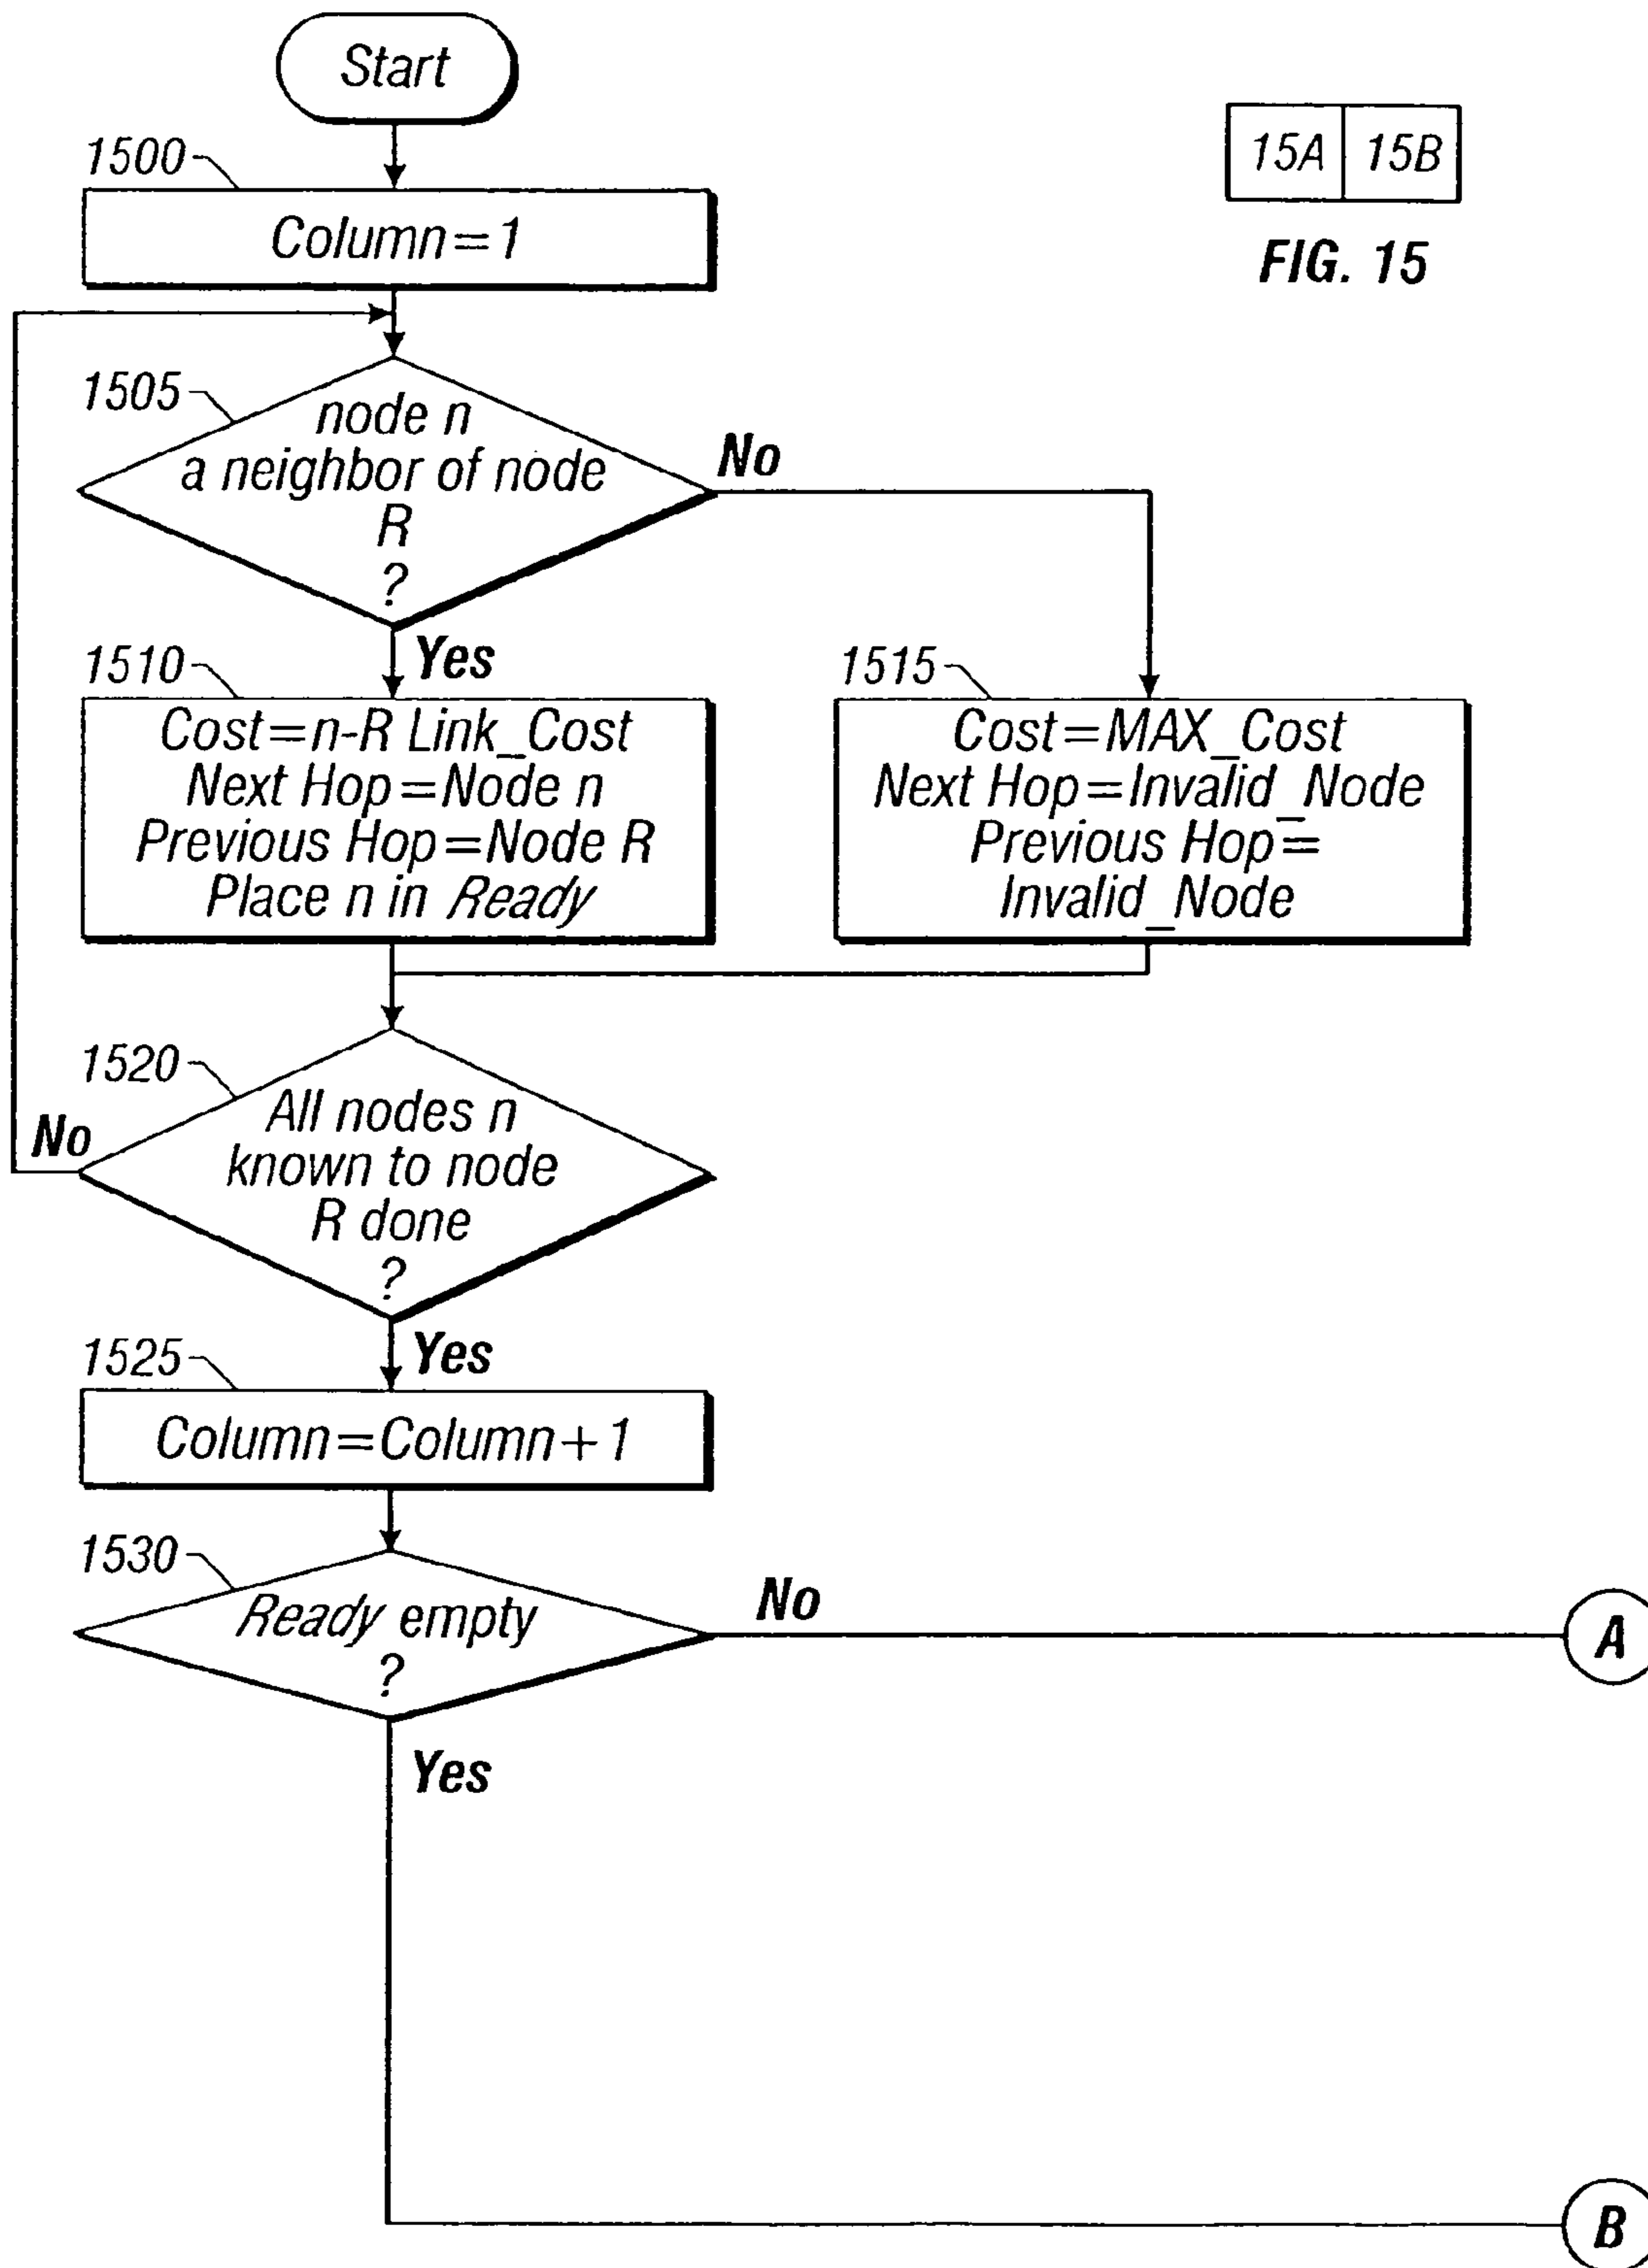 Start
1500
Column=1
15A 15B
FIG. 15
1505
node n
a neighbor of node
R
?
No
Yes
1510
Cost=n-R Link_Cost
Next Hop=Node n
Previous Hop=Node R
Place n in Ready
1515
Cost=MAX_Cost
Next Hop=Invalid_Node
Previous Hop=
Invalid_Node
1520
All nodes n
known to node
R done
?
No
Yes
1525
Column=Column+1
1530
Ready empty
?
No
A
Yes
B